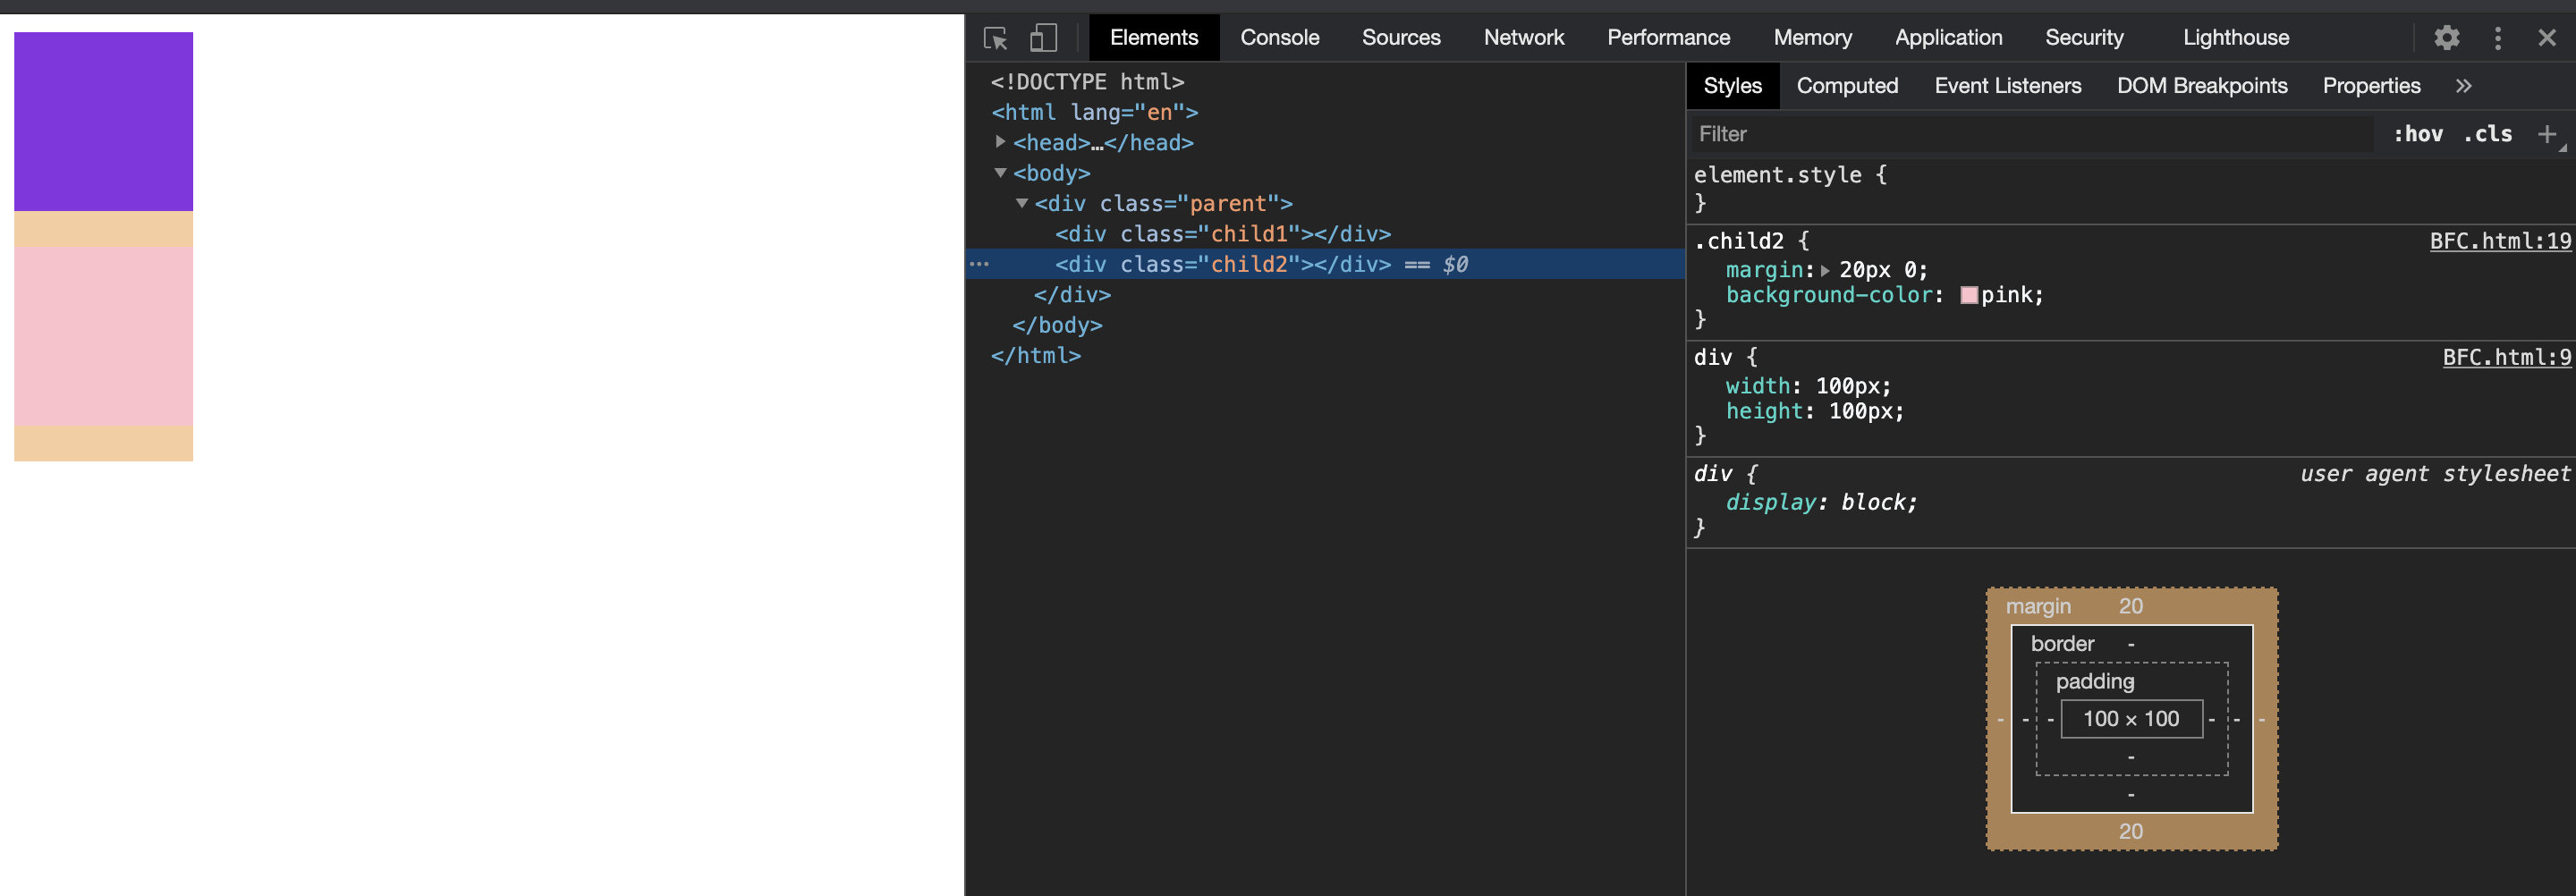 Elements Console Sources Network Performance Memory Application Security Lighthouse
<!DOCTYPE html>
<html lang="en">
<head>…</head>
<body>
<div class="parent">
<div class="child1"></div>
<div class="child2"></div> == $0
</div>
</body>
</html>
Styles Computed Event Listeners DOM Breakpoints Properties »
Filter :hov .cls +
element.style {
}
.child2 { BFC.html:19
margin: 20px 0;
background-color: pink;
}
div { BFC.html:9
width: 100px;
height: 100px;
}
div { user agent stylesheet
display: block;
}
margin 20
border -
padding -
- - - 100 × 100 - - -
-
-
20